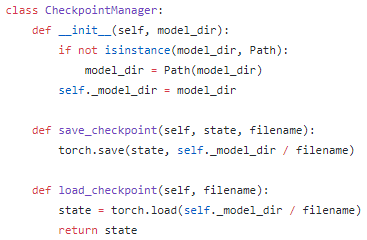 class CheckpointManager:
    def __init__(self, model_dir):
        if not isinstance(model_dir, Path):
            model_dir = Path(model_dir)
        self._model_dir = model_dir

    def save_checkpoint(self, state, filename):
        torch.save(state, self._model_dir / filename)

    def load_checkpoint(self, filename):
        state = torch.load(self._model_dir / filename)
        return state